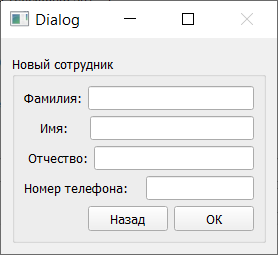 Dialog
Новый сотрудник
Фамилия:
Имя:
Отчество:
Номер телефона:
Назад OK